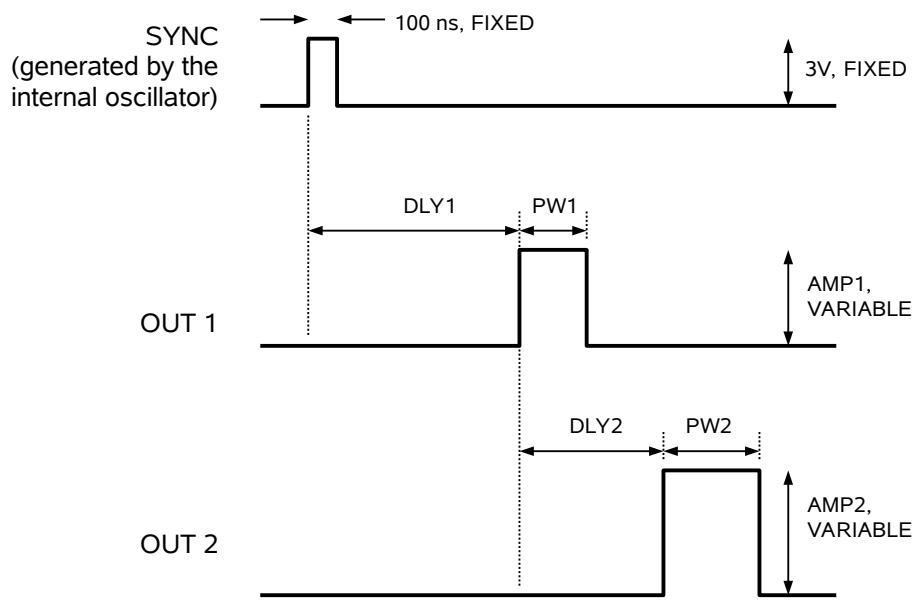 100 ns, FIXED
SYNC
(generated by the
internal oscillator)
3V, FIXED
DLY1
PW1
AMP1,
VARIABLE
OUT 1
DLY2
PW2
AMP2,
VARIABLE
OUT 2